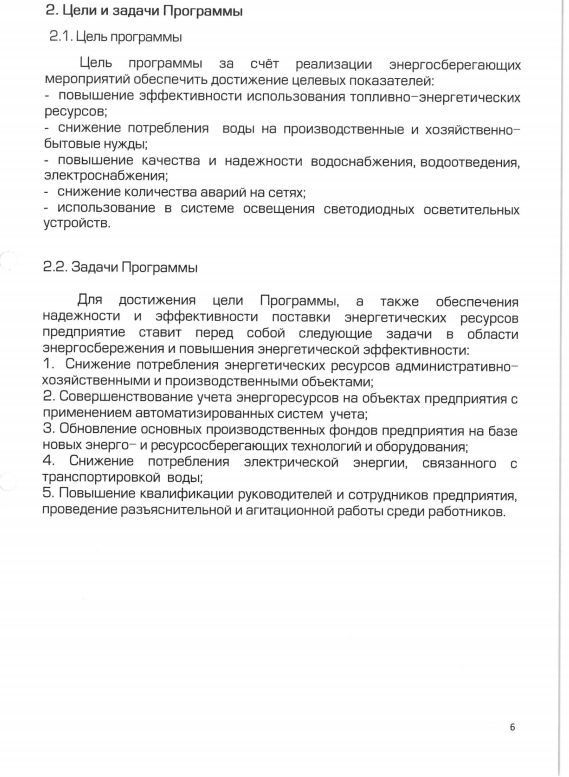 2. Цели и задачи Программы
2.1. Цель программы
Цель программы за счёт реализации энергосберегающих
мероприятий обеспечить достижение целевых показателей:
- повышение эффективности использования топливно-энергетических
ресурсов;
- снижение потребления воды на производственные и хозяйственно-
бытовые нужды;
- повышение качества и надежности водоснабжения, водоотведения,
электроснабжения;
- снижение количества аварий на сетях;
- использование в системе освещения светодиодных осветительных
устройств.
2.2. Задачи Программы
Для достижения цели Программы, а также обеспечения
надежности и эффективности поставки энергетических ресурсов
предприятие ставит перед собой следующие задачи в области
энергосбережения и повышения энергетической эффективности:
1. Снижение потребления энергетических ресурсов административно-
хозяйственными и производственными объектами;
2. Совершенствование учета энергоресурсов на объектах предприятия с
применением автоматизированных систем учета;
3. Обновление основных производственных фондов предприятия на базе
новых энерго- и ресурсосберегающих технологий и оборудования;
4. Снижение потребления электрической энергии, связанного с
транспортировкой воды;
5. Повышение квалификации руководителей и сотрудников предприятия,
проведение разъяснительной и агитационной работы среди работников.
6